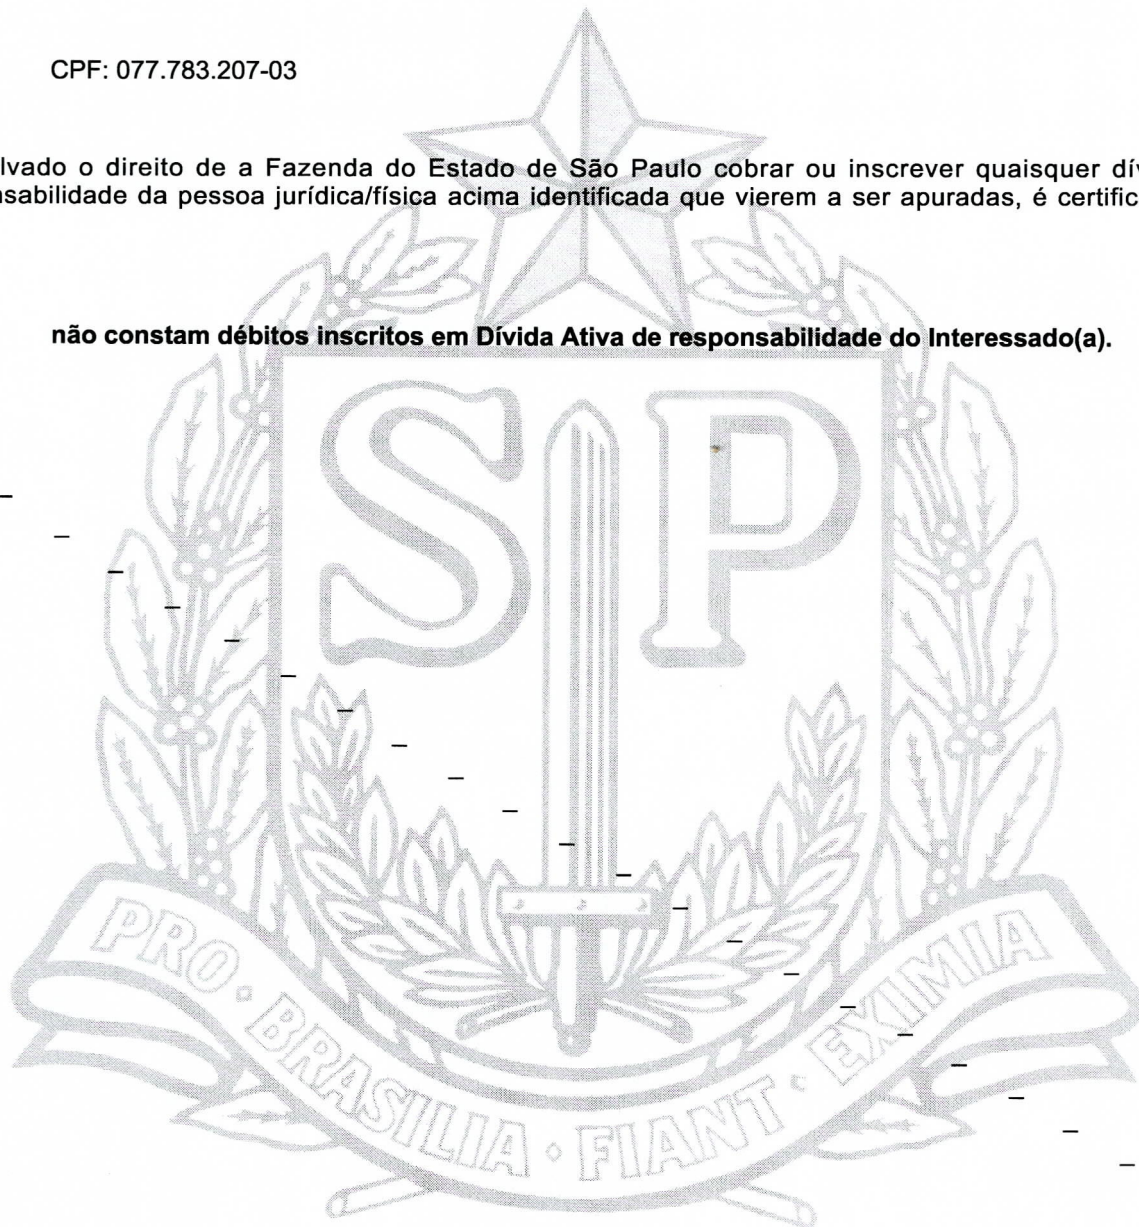 CPF: 077.783.207-03
lvado o direito de a Fazenda do Estado de São Paulo cobrar ou inscrever quaisquer dív
nsabilidade da pessoa jurídica/física acima identificada que vierem a ser apuradas, é certific
não constam débitos inscritos em Dívida Ativa de responsabilidade do Interessado(a).
SP
PRO • BRASILIA • FIANT • EXIMIA